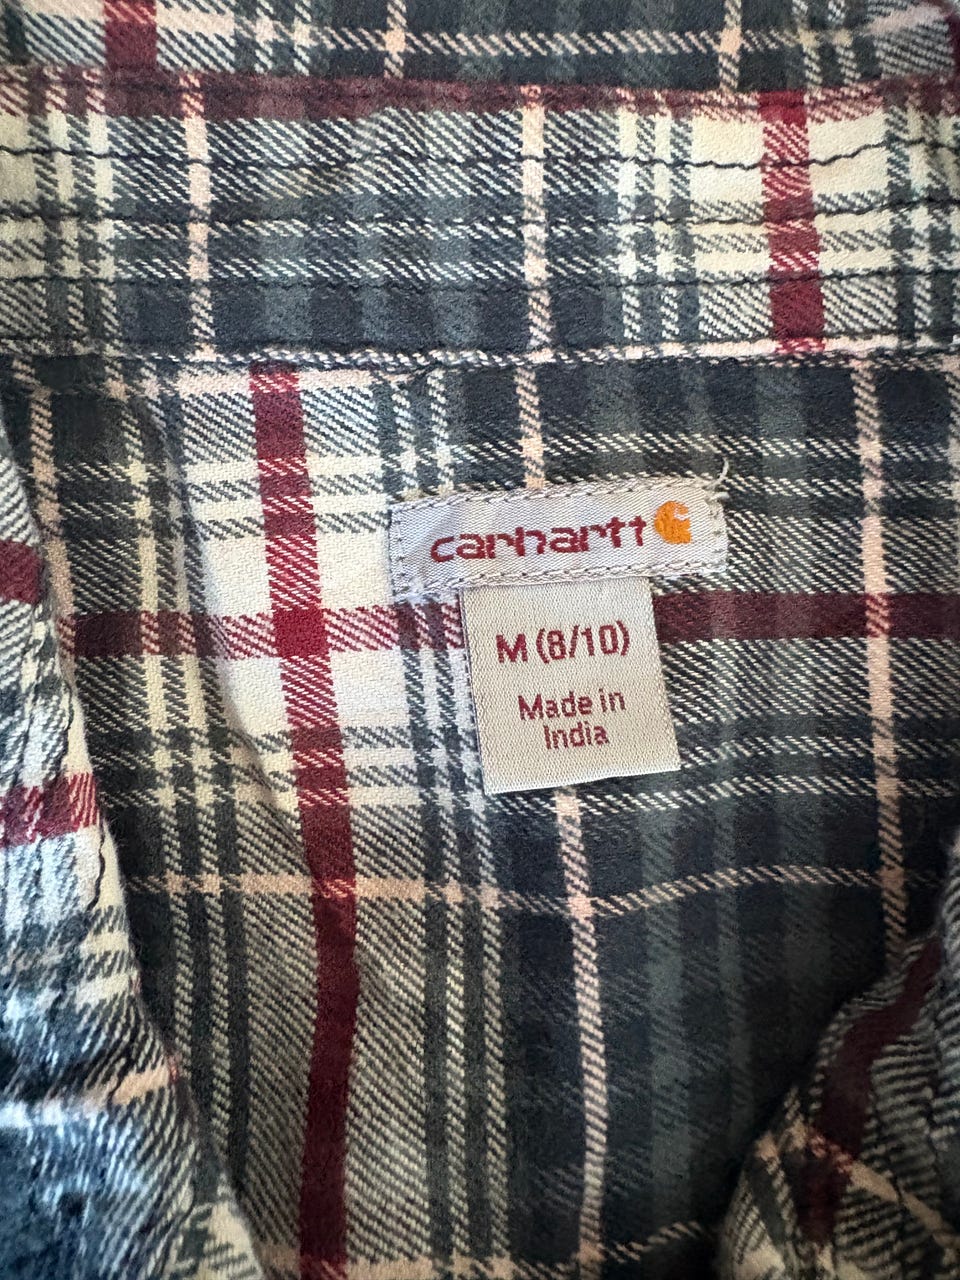 carhartt
M (8/10)
Made in
India